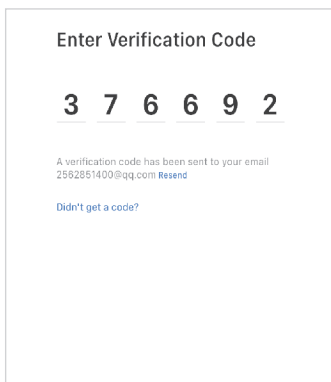 Enter Verification Code
3 7 6 6 9 2
A verification code has been sent to your email
2562851400@qq.com Resend
Didn't get a code?